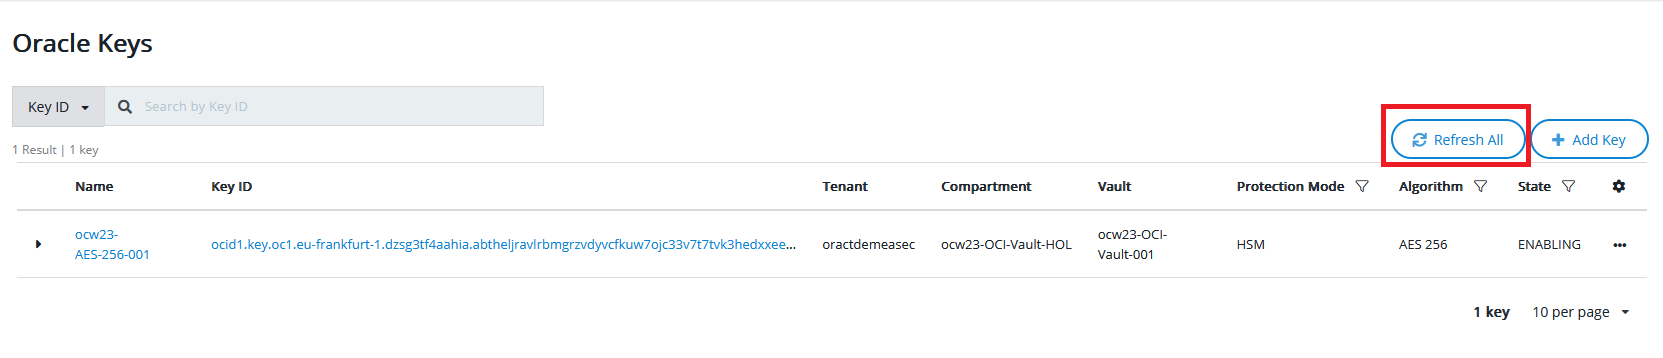 Oracle Keys
Key ID
Search by Key ID
Refresh All
Add Key
1 Result | 1 key
Name Key ID Tenant Compartment Vault Protection Mode Algorithm State
ocw23-
AES-256-001
ocid1.key.oc1.eu-frankfurt-1.dzsg3tf4aahia.abtheljravlrbmgrzvdyvcfkuw7ojc33v7t7tvk3hedxxee...
oractdemeasec
ocw23-OCI-Vault-HOL
ocw23-OCI-
Vault-001
HSM
AES 256
ENABLING
1 key
10 per page